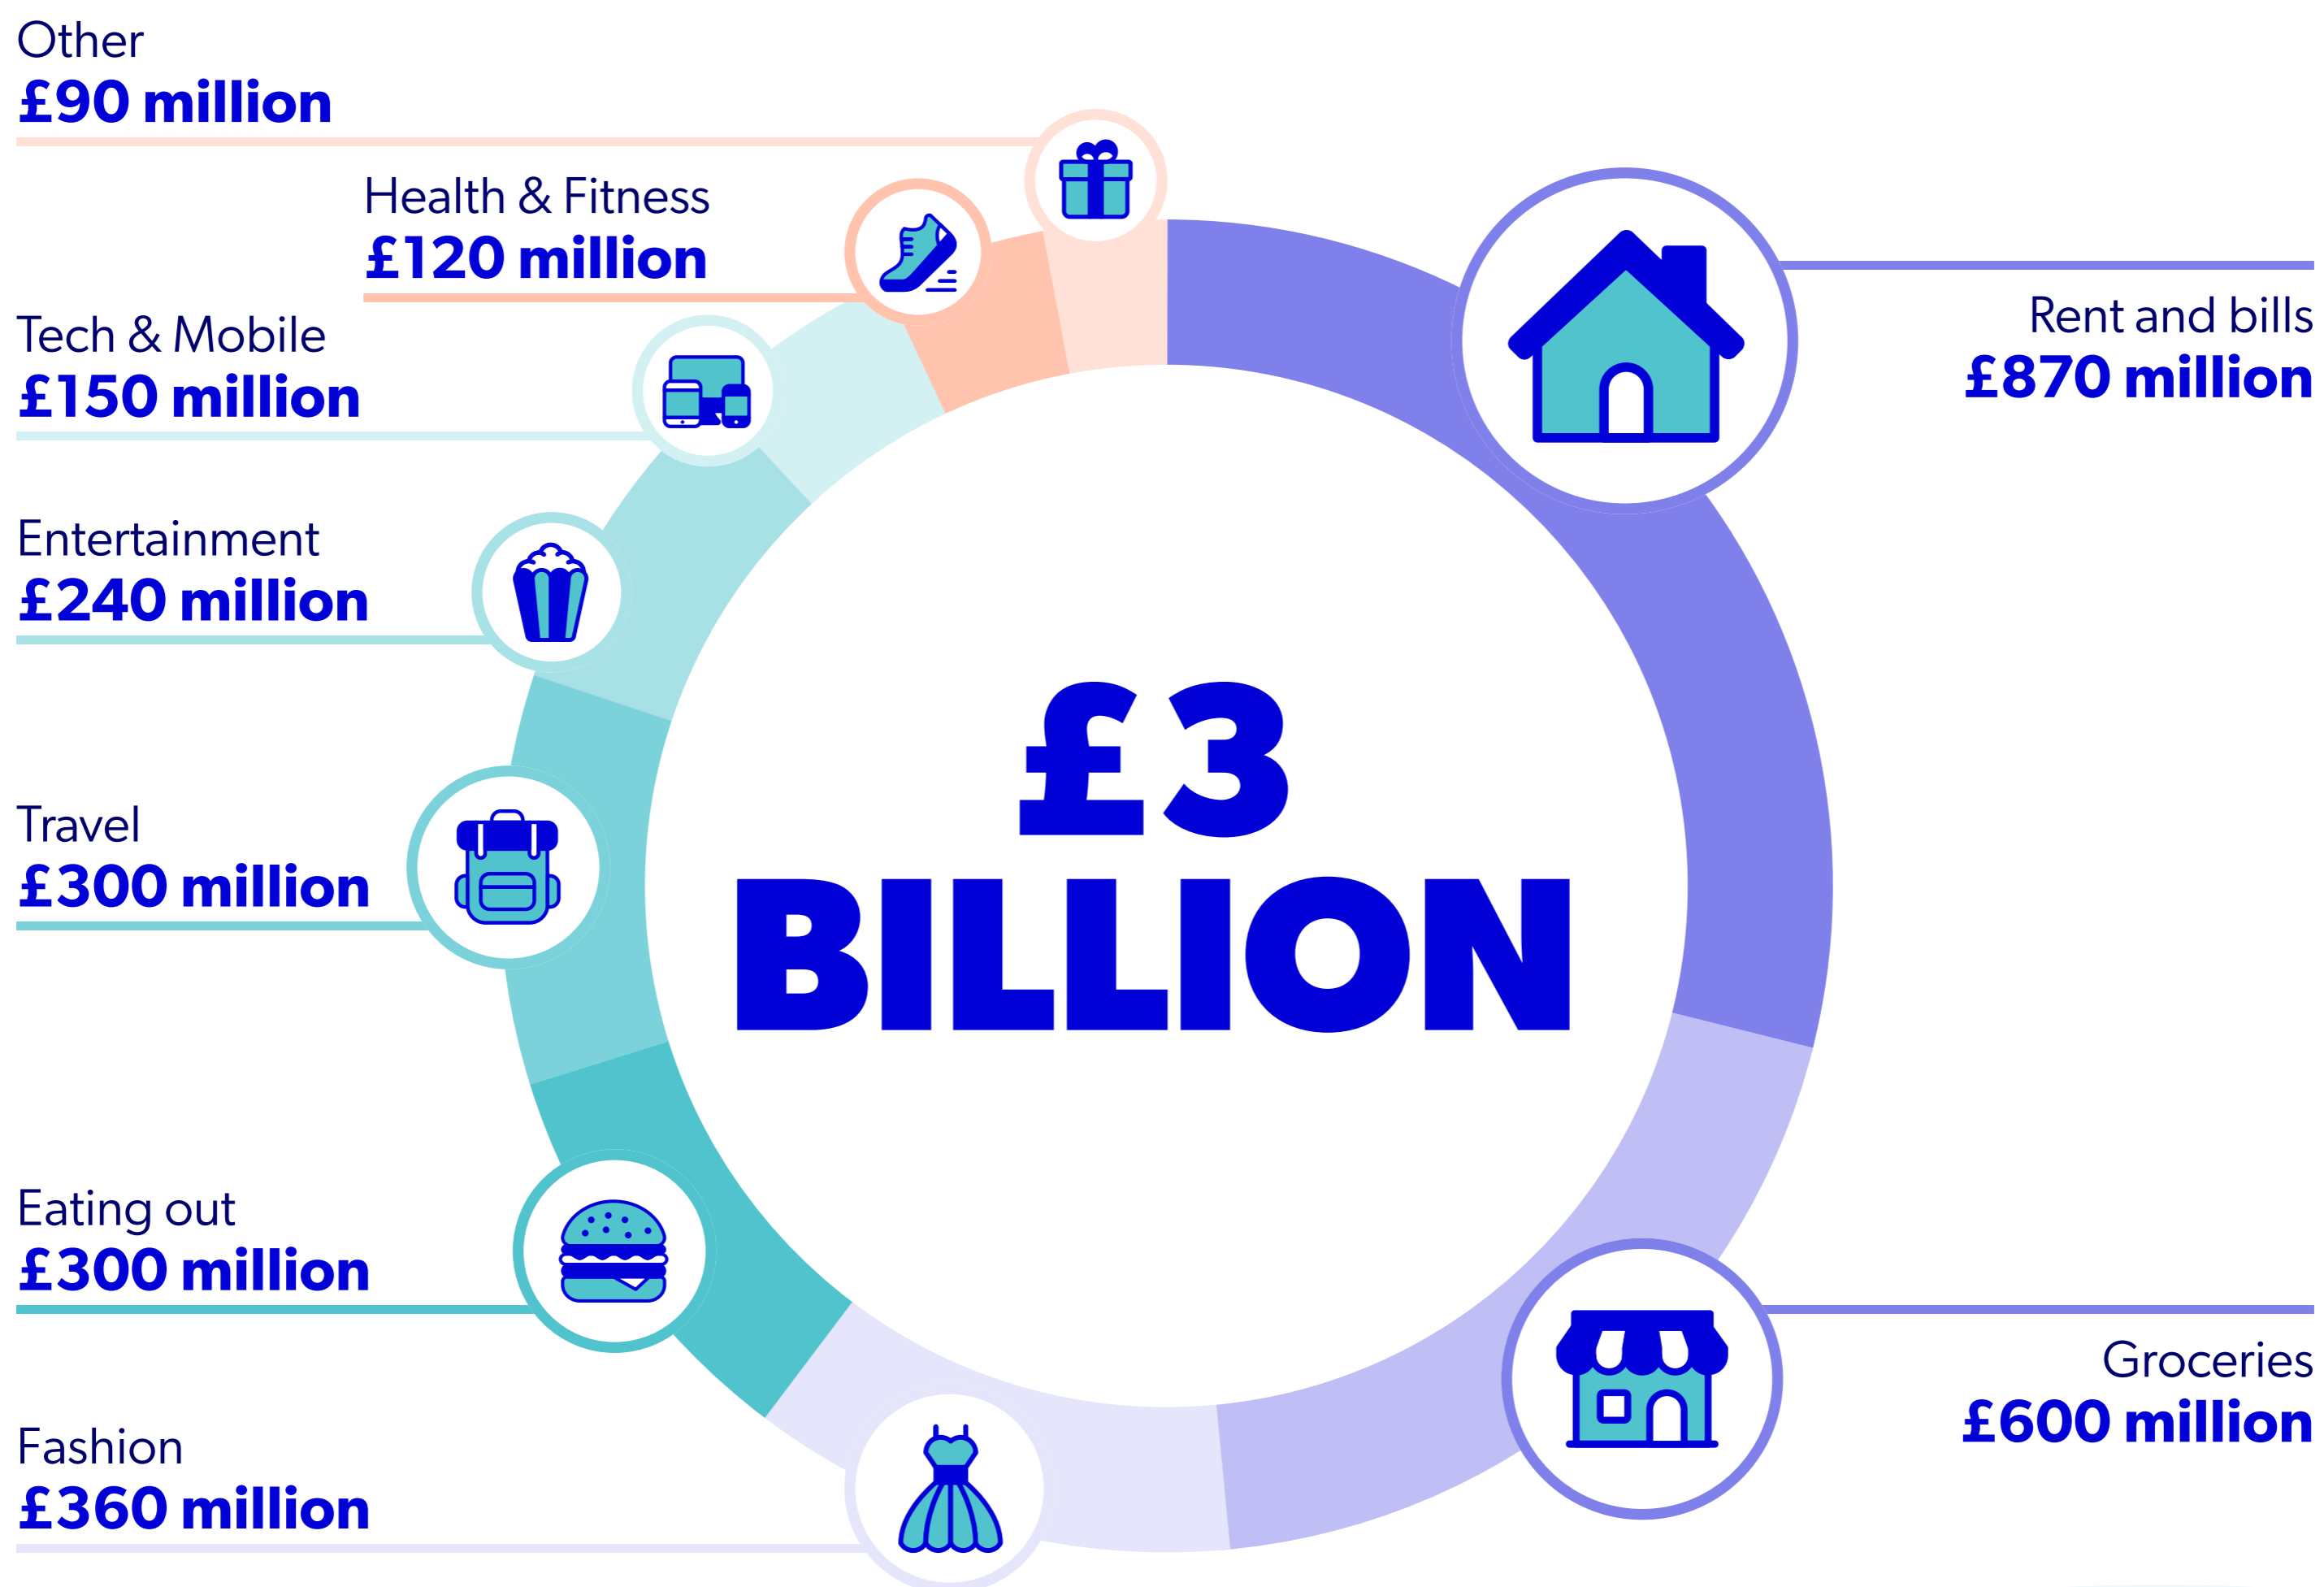 Other
£90 million
Health & Fitness
£120 million
Tech & Mobile
£150 million
Entertainment
£240 million
Travel
£300 million
Eating out
£300 million
Fashion
£360 million
£3
BILLION
Rent and bills
£870 million
Groceries
£600 million